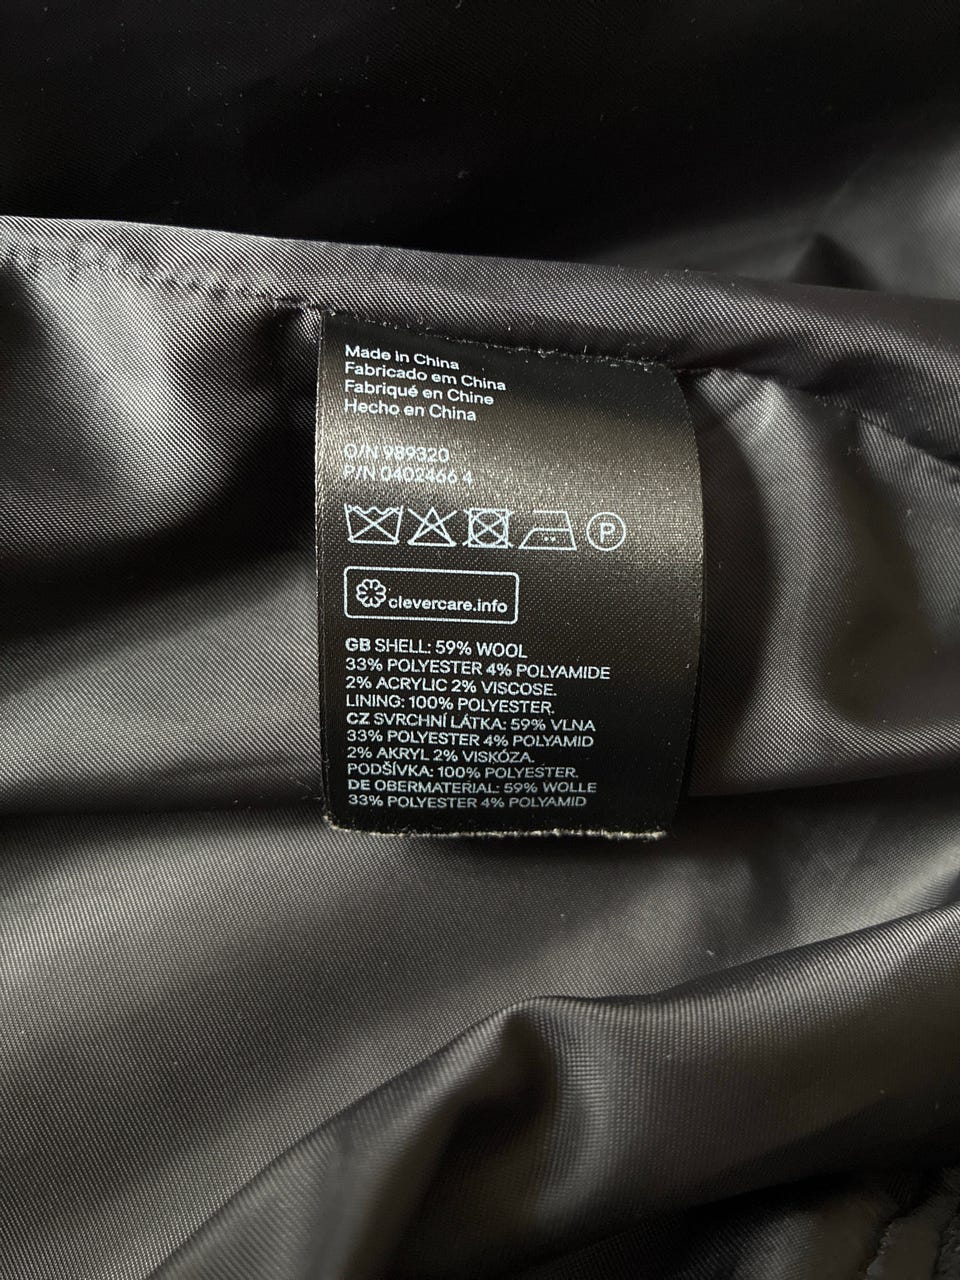 Made in China
Fabricado em China
Fabriqué en Chine
Hecho en China
O/N 989320
P/N 0402466 4
P
clevercare.info
GB SHELL: 59% WOOL
33% POLYESTER 4% POLYAMIDE
2% ACRYLIC 2% VISCOSE.
LINING: 100% POLYESTER.
CZ SVRCHNÍ LÁTKA: 59% VLNA
33% POLYESTER 4% POLYAMID
2% AKRYL 2% VISKÓZA.
PODŠÍVKA: 100% POLYESTER.
DE OBERMATERIAL: 59% WOLLE
33% POLYESTER 4% POLYAMID